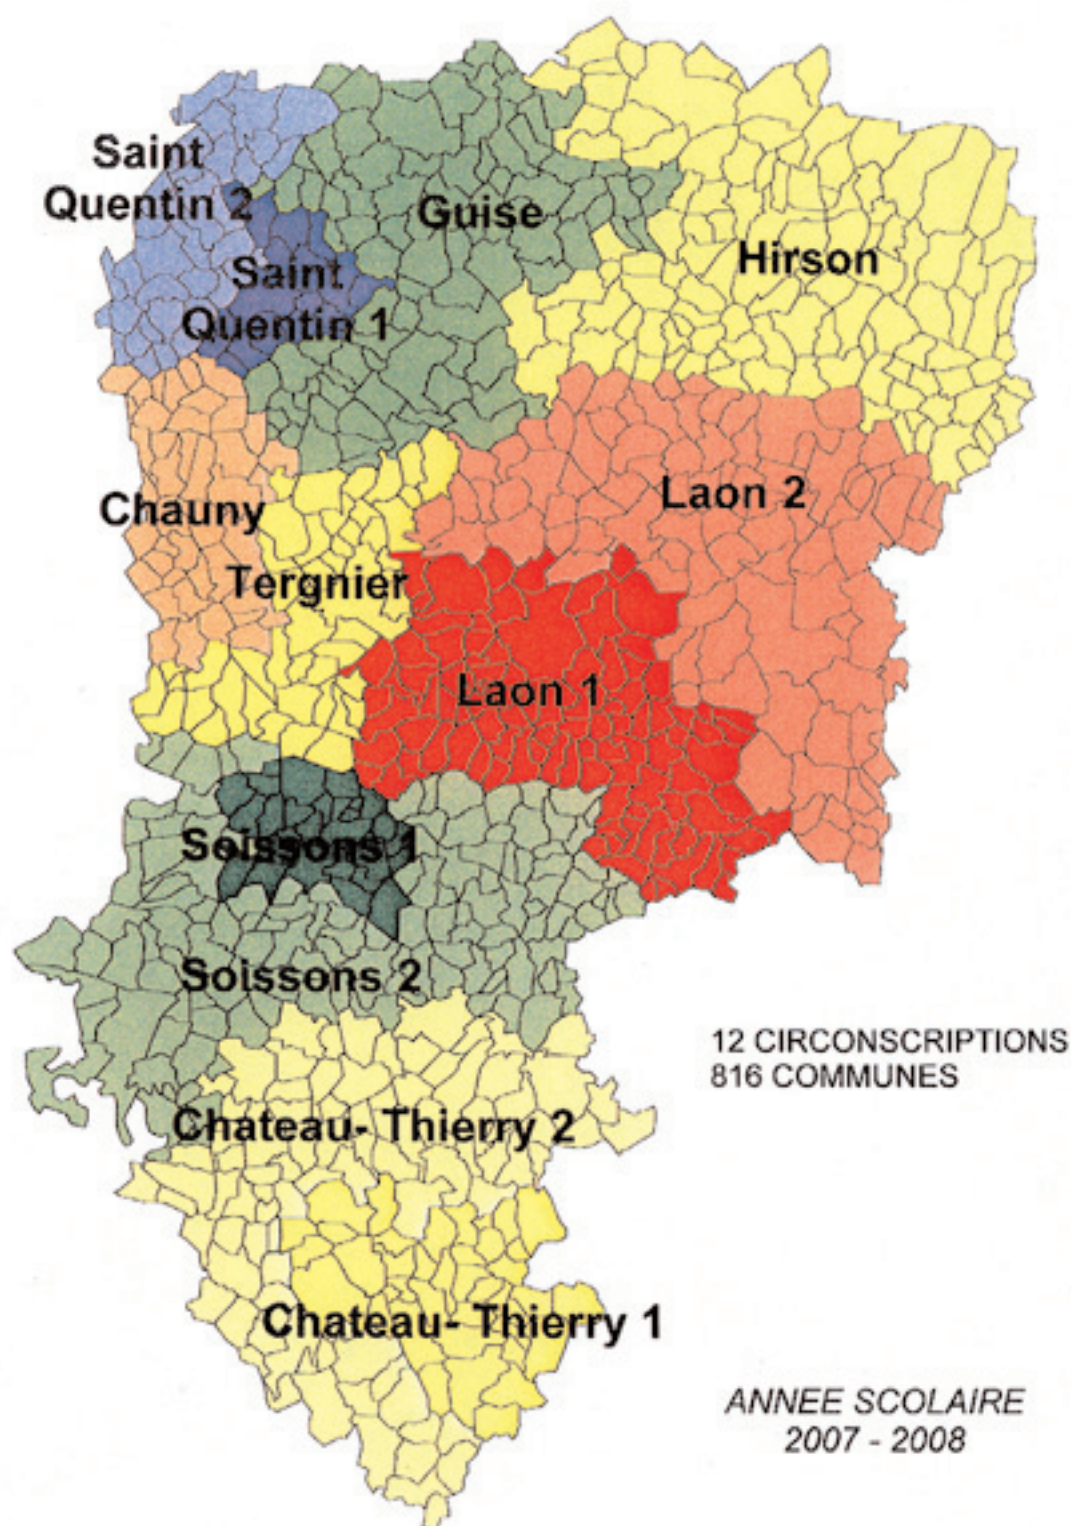 Saint
Quentin 2
Guise
Hirson
Saint
Quentin 1
Laon 2
Chauny
Tergnier
Laon 1
Soissons 1
Soissons 2
12 CIRCONSCRIPTIONS
816 COMMUNES
Chateau- Thierry 2
Chateau- Thierry 1
ANNEE SCOLAIRE
2007 - 2008